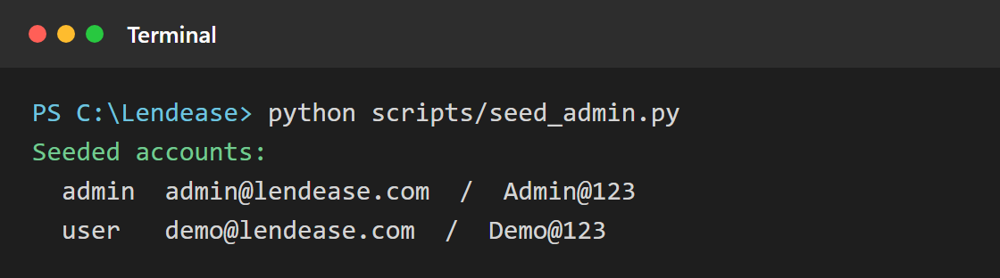 Terminal
PS C:\Lendease> python scripts/seed_admin.py
Seeded accounts:
  admin  admin@lendease.com  /  Admin@123
  user   demo@lendease.com  /  Demo@123